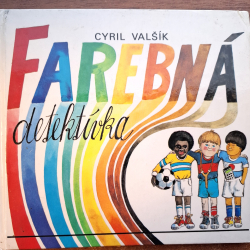 CYRIL VALŠÍK
FAREBNÁ
detektívka